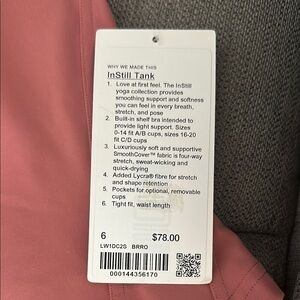 WHY WE MADE THIS
InStill Tank
1. Love at first feel. The InStill
yoga collection provides
smoothing support and softness
you can feel in every breath,
stretch, and pose
2. Built-in shelf bra intended to
provide light support. Sizes
0-14 fit A/B cups, sizes 16-20
fit C/D cups
3. Luxuriously soft and supportive
SmoothCover™ fabric is four-way
stretch, sweat-wicking and
quick-drying
4. Added Lycra® fibre for stretch
and shape retention
5. Pockets for optional, removable
cups
6. Tight fit, waist length
6 $78.00
LW1DC2S BRRO
000144356170